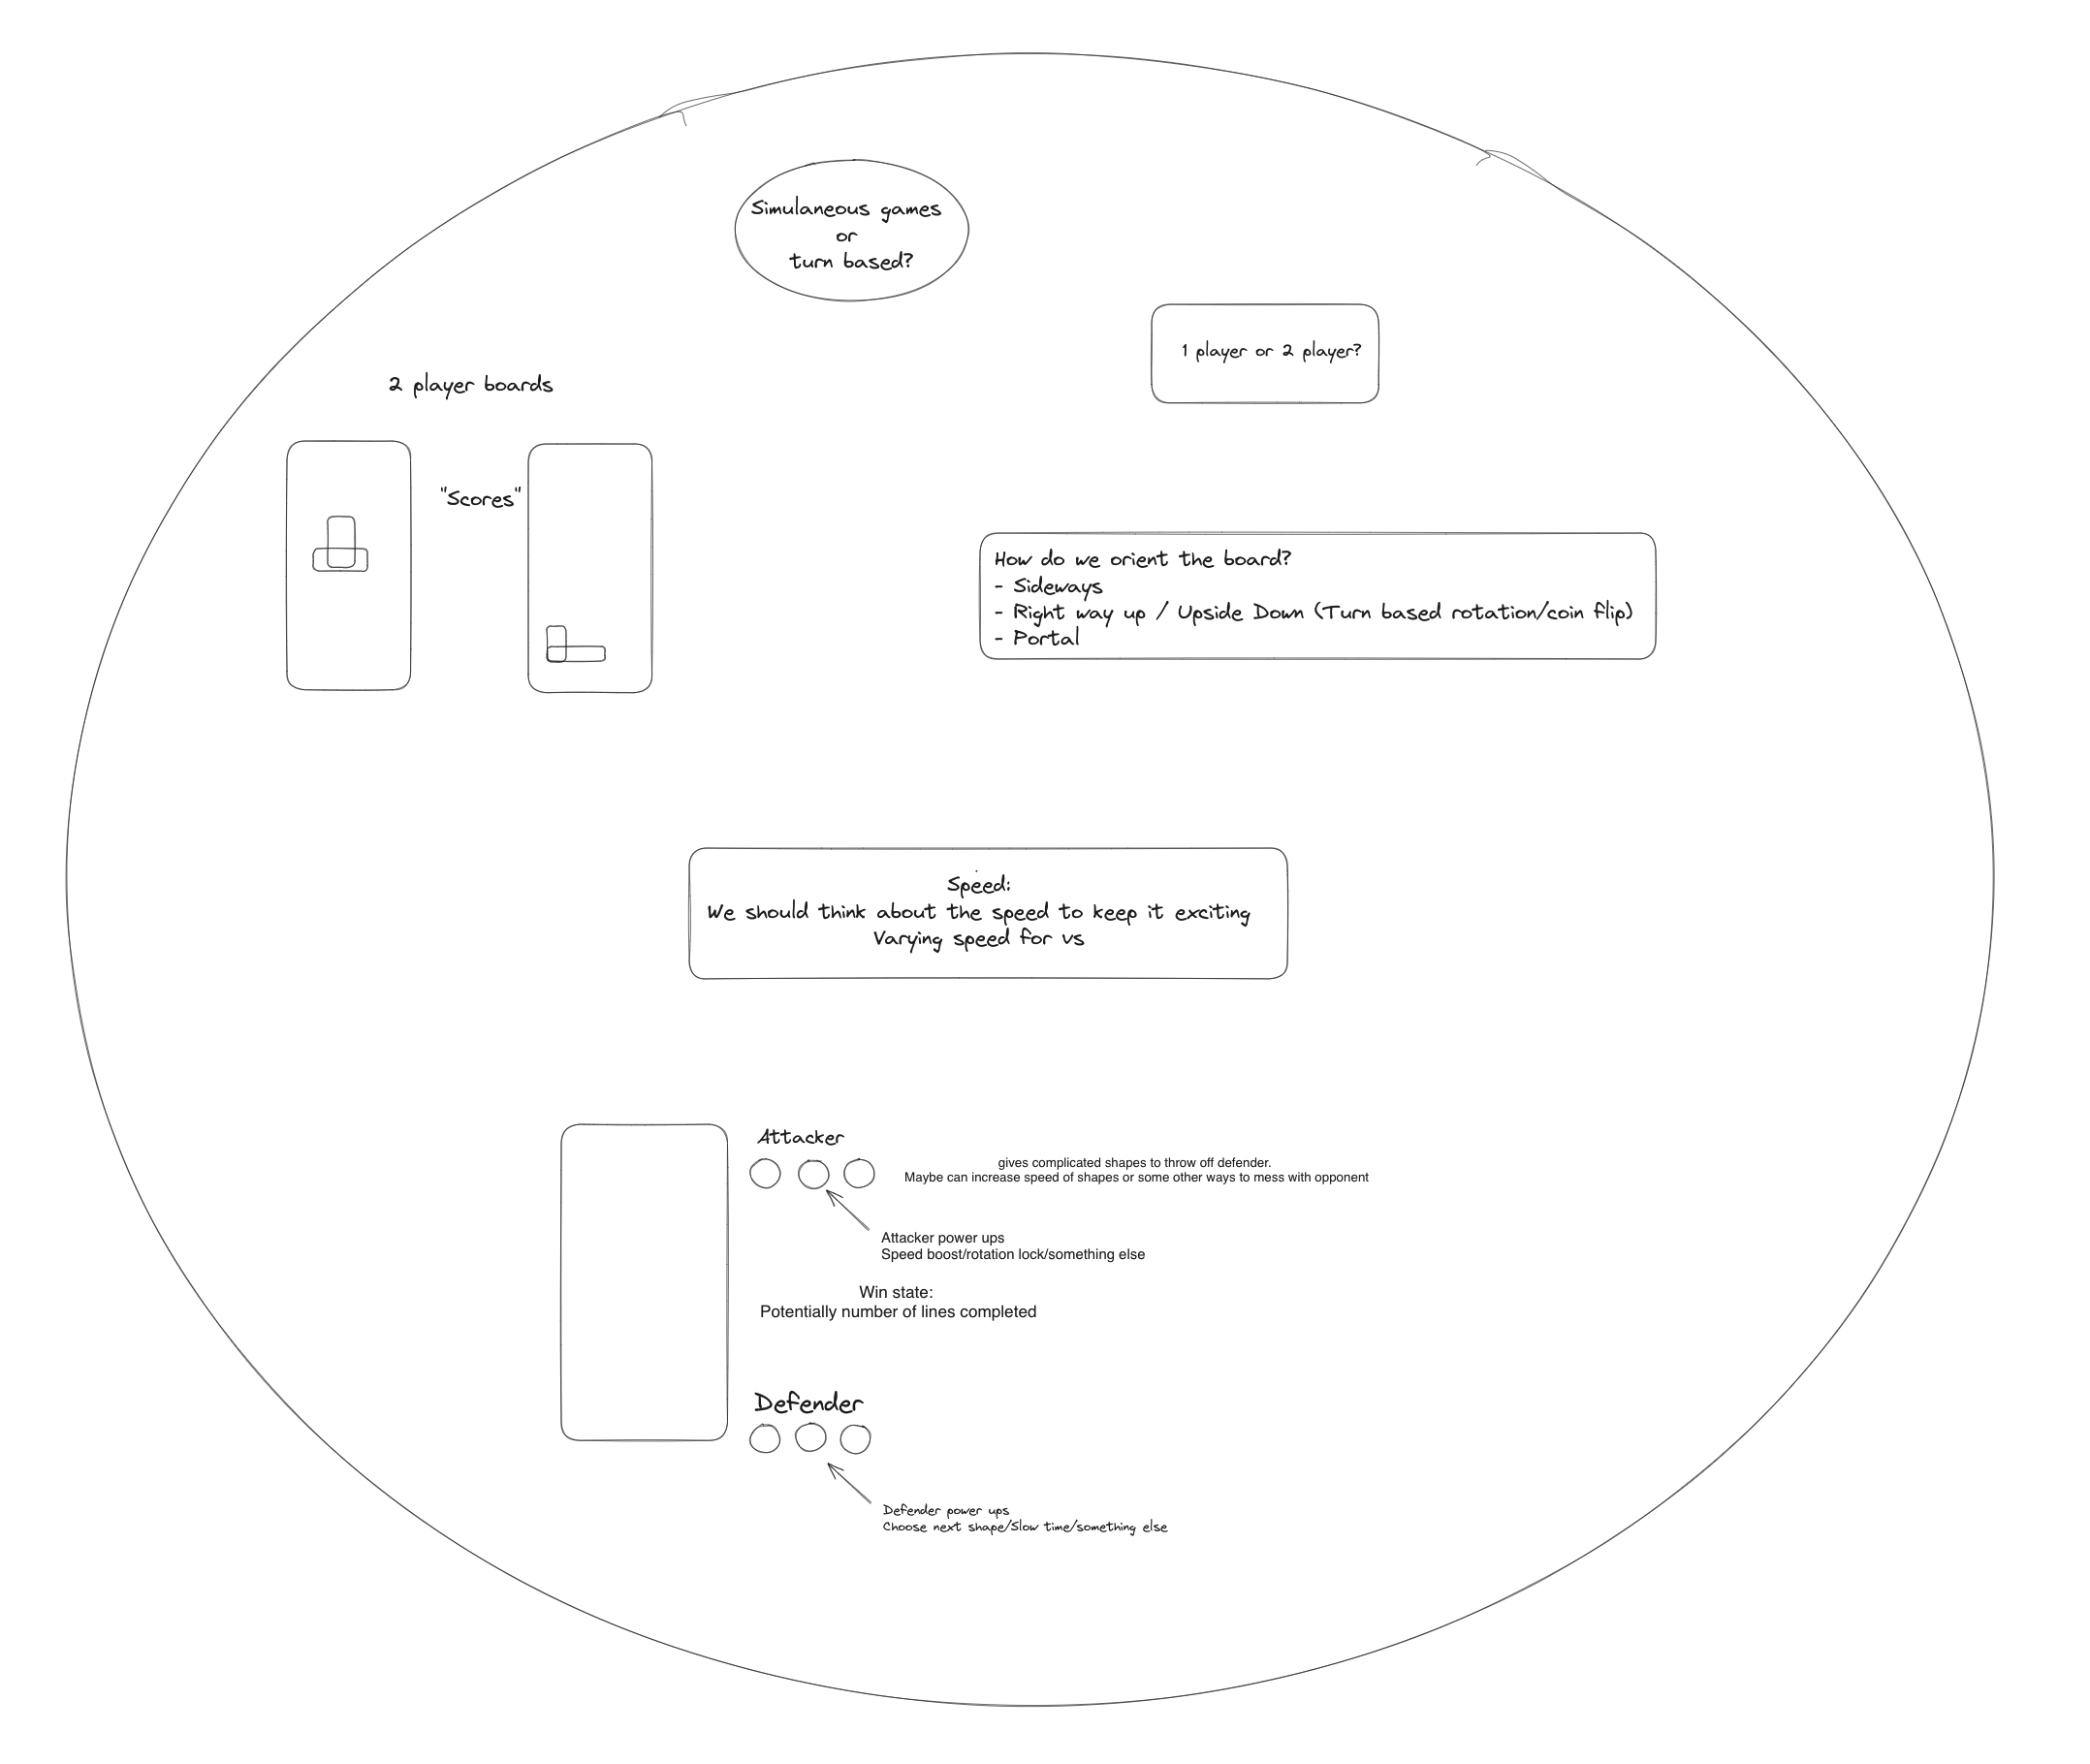 Simulaneous games
or
turn based?
1 player or 2 player?
2 player boards
"Scores"
How do we orient the board?
- Sideways
- Right way up / Upside Down (Turn based rotation/coin flip)
- Portal
Speed:
We should think about the speed to keep it exciting
Varying speed for vs
Attacker
gives complicated shapes to throw off defender.
Maybe can increase speed of shapes or some other ways to mess with opponent
Attacker power ups
Speed boost/rotation lock/something else
Win state:
Potentially number of lines completed
Defender
Defender power ups
Choose next shape/Slow time/something else